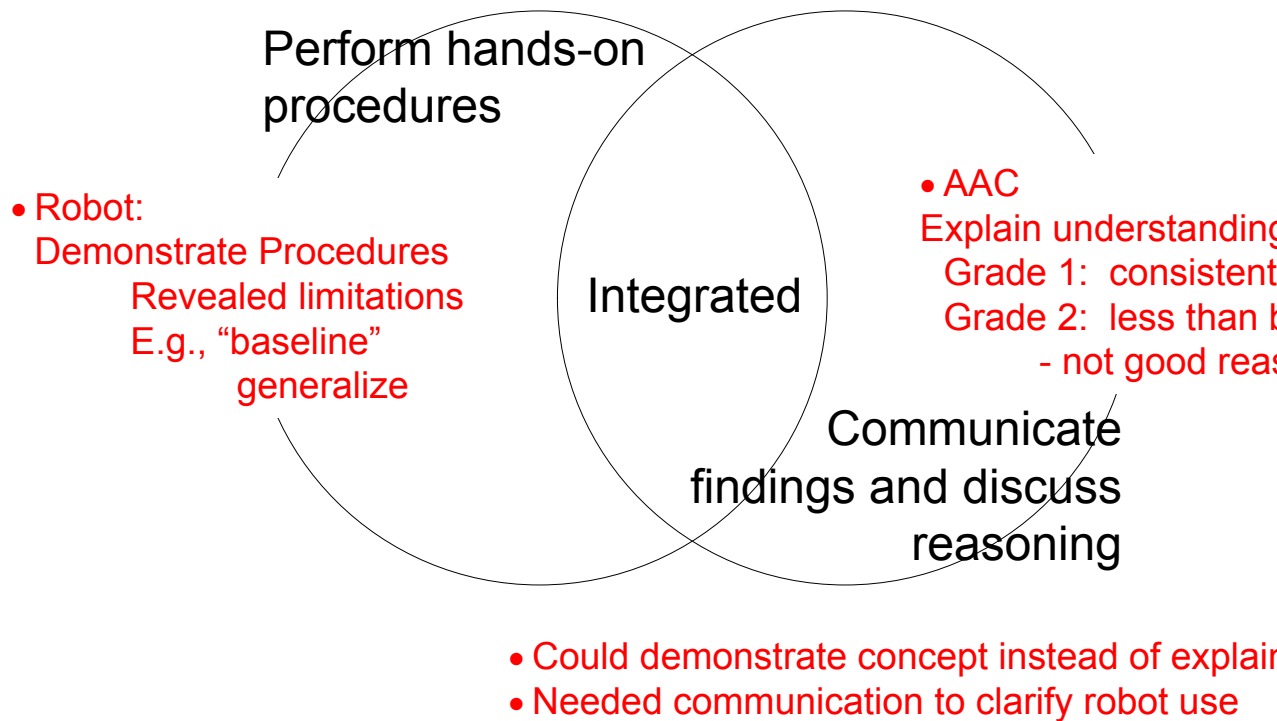 Perform hands-on
procedures
• Robot:
Demonstrate Procedures
Revealed limitations
E.g., “baseline”
generalize
Integrated
• AAC
Explain understanding
Grade 1: consistent
Grade 2: less than
- not good
Communicate
findings and discuss
reasoning
• Could demonstrate concept instead of
• Needed communication to clarify robot use